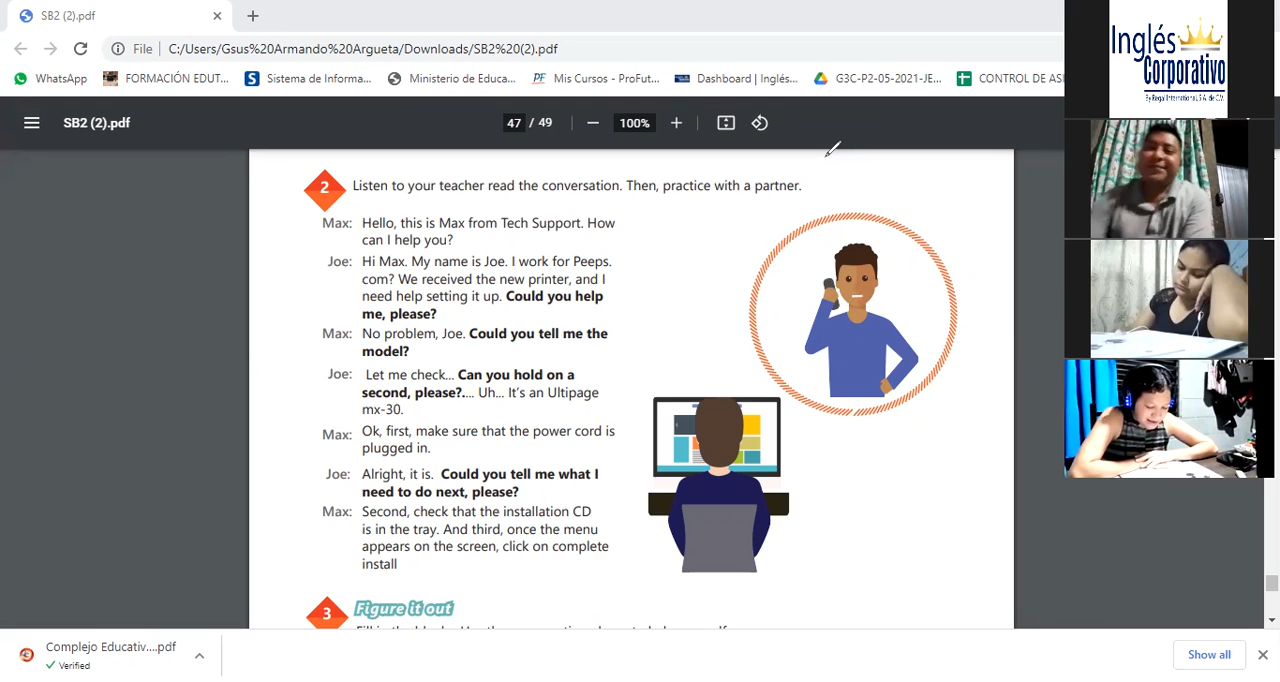 SB2 (2).pdf
File
C:/Users/Gsus%20Armando%20Argueta/Downloads/SB2%20(2).pdf
WhatsApp
FORMACIÓN EDUT...
Sistema de Informa...
Ministerio de Educa...
PF Mis Cursos - ProFut...
Dashboard | Inglés...
G3C-P2-05-2021-JE...
CONTROL DE ASI
SB2 (2).pdf
47 / 49
100%
2 Listen to your teacher read the conversation. Then, practice with a partner.
Max: Hello, this is Max from Tech Support. How
can I help you?
Joe: Hi Max. My name is Joe. I work for Peeps.
com? We received the new printer, and I
need help setting it up. Could you help
me, please?
Max: No problem, Joe. Could you tell me the
model?
Joe: Let me check... Can you hold on a
second, please?.... Uh... It's an Ultipage
mx-30.
Max: Ok, first, make sure that the power cord is
plugged in.
Joe: Alright, it is. Could you tell me what I
need to do next, please?
Max: Second, check that the installation CD
is in the tray. And third, once the menu
appears on the screen, click on complete
install
3 Figure it out
Inglés
Corporativo
Complejo Educativ....pdf
Verified
Show all